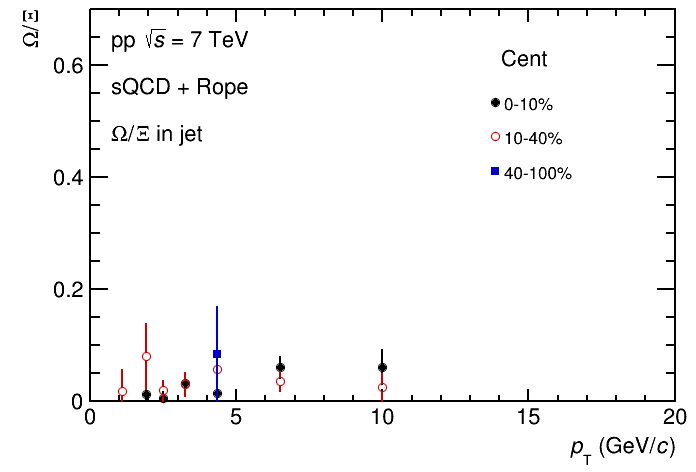 Ω/Ξ
pp √s = 7 TeV
sQCD + Rope
Ω/Ξ in jet
Cent
0-10%
10-40%
40-100%
0.6
0.4
0.2
0
0 5 10 15 20
pT (GeV/c)